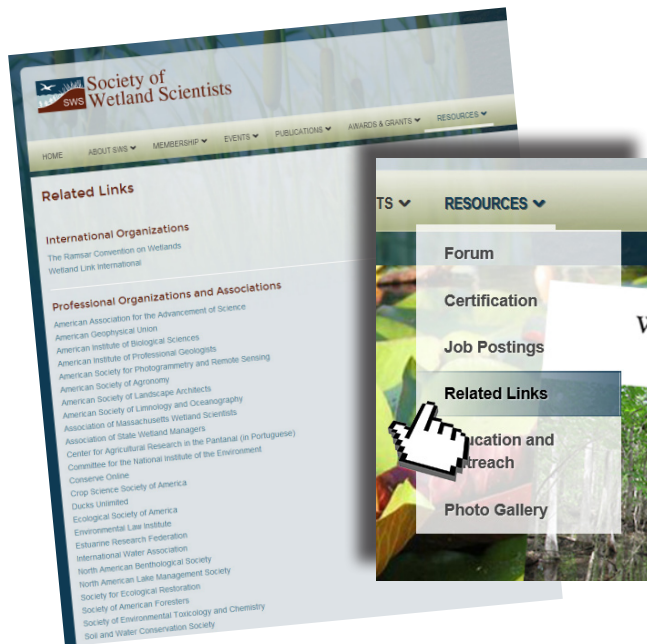 Society of
SWS Wetland Scientists
HOME ABOUT SWS MEMBERSHIP EVENTS PUBLICATIONS AWARDS & GRANTS RESOURCES
Related Links
International Organizations
The Ramsar Convention on Wetlands
Wetland Link International
Professional Organizations and Associations
American Association for the Advancement of Science
American Geophysical Union
American Institute of Biological Sciences
American Institute of Professional Geologists
American Society for Photogrammetry and Remote Sensing
American Society of Agronomy
American Society of Landscape Architects
American Society of Limnology and Oceanography
Association of Massachusetts Wetland Scientists
Association of State Wetland Managers
Center for Agricultural Research in the Pantanal (in Portuguese)
Committee for the National Institute of the Environment
Conserve Online
Crop Science Society of America
Ducks Unlimited
Ecological Society of America
Environmental Law Institute
Estuarine Research Federation
International Water Association
North American Benthological Society
North American Lake Management Society
Society for Ecological Restoration
Society of American Foresters
Society of Environmental Toxicology and Chemistry
Soil and Water Conservation Society
TS RESOURCES
Forum
Certification
Job Postings
Related Links
ucation and
treach
Photo Gallery